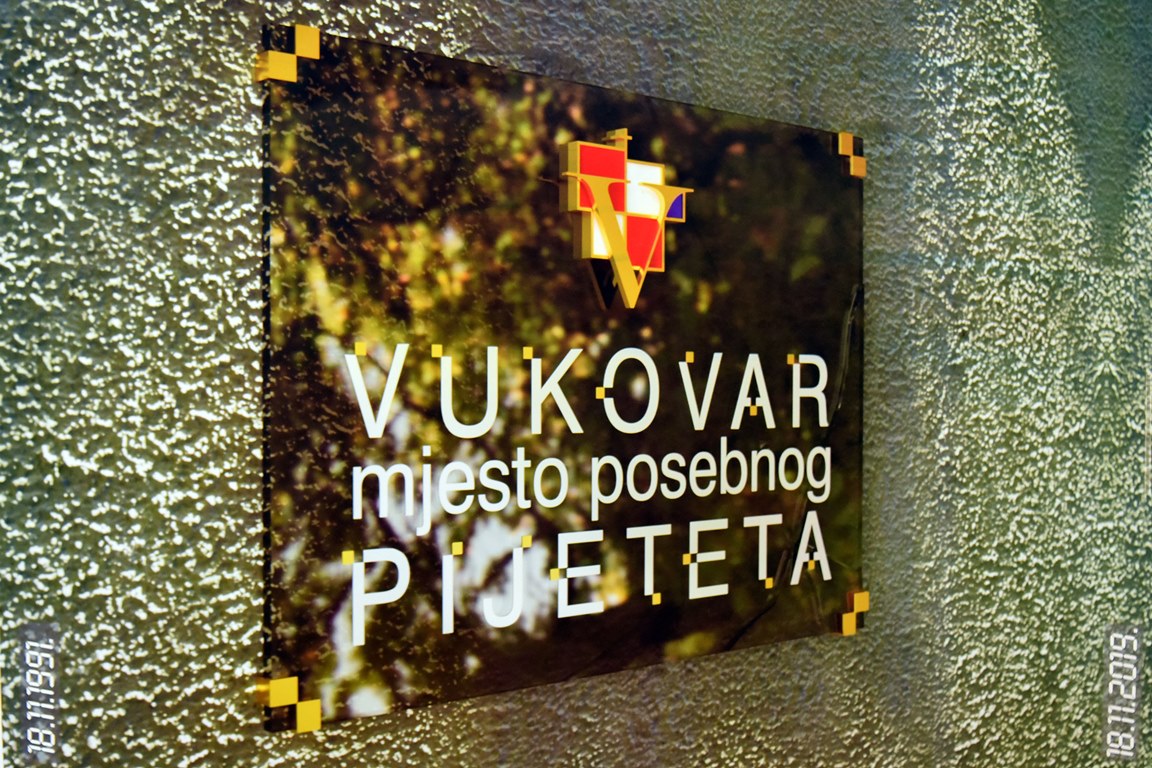 VUKOVAR
mjesto posebnog
PIJETETA
18.11.1991.
18.11.2019.